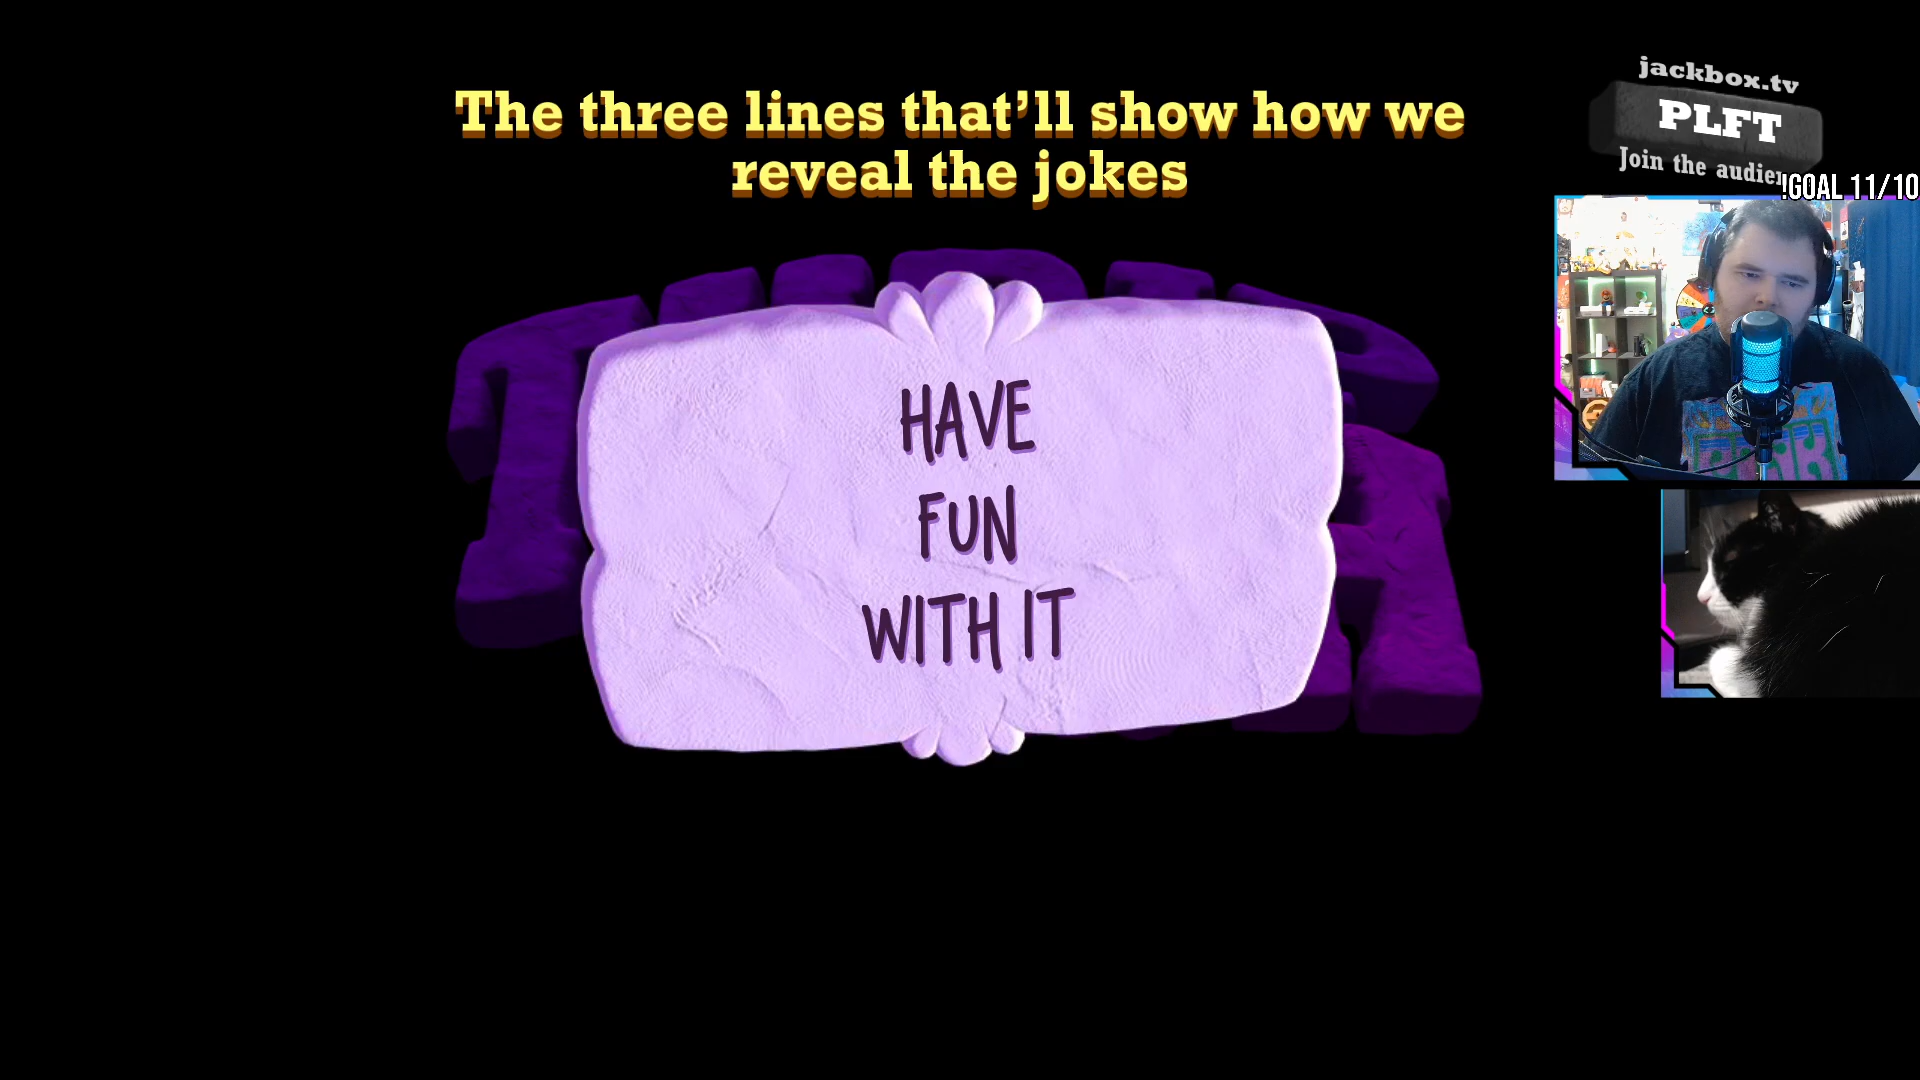 The three lines that'll show how we
reveal the jokes
HAVE
FUN
WITH IT
jackbox.tv
PLFT
Join the audien
!GOAL 11/10